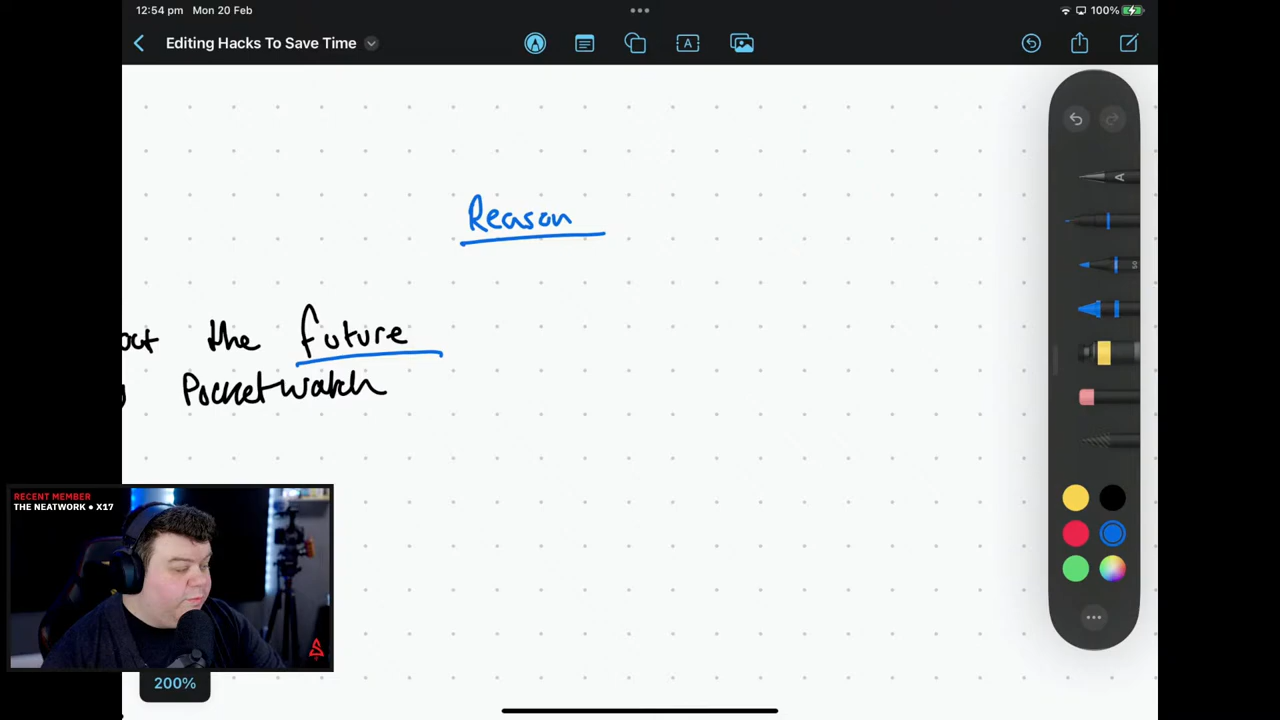 12:54 pm Mon 20 Feb
100%
Editing Hacks To Save Time
A
A
50
Reason
the future
Pocketwatch
RECENT MEMBER
THE NEATWORK ● X17
200%